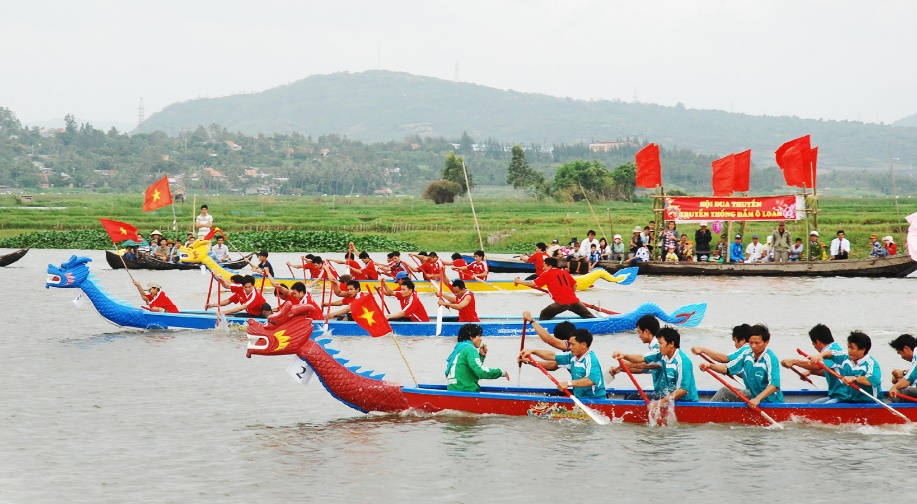 HỘI ĐUA THUYỀN
TRUYỀN THỐNG ĐẦM Ô LOAN
2